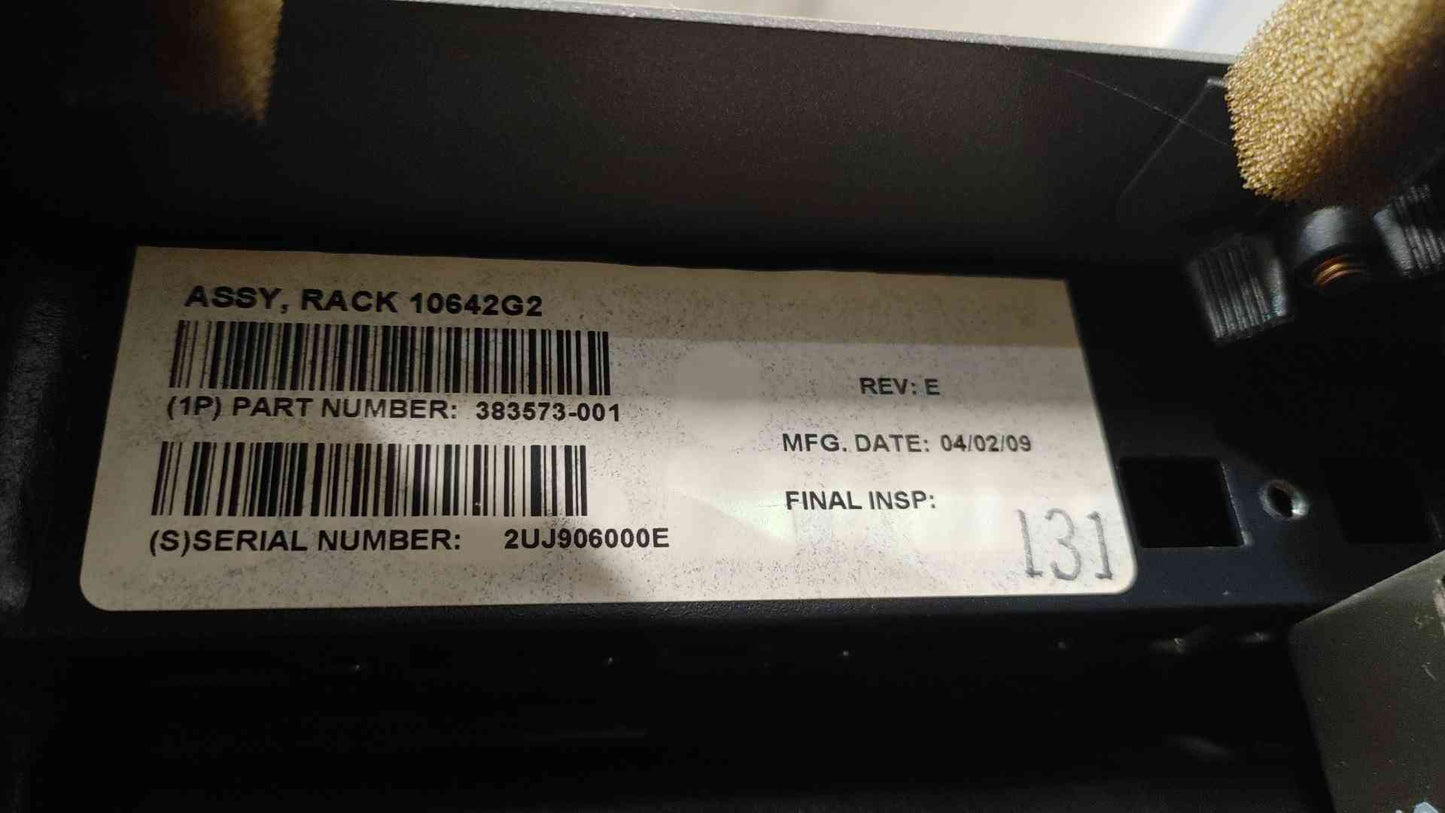 ASSY, RACK 10642G2
(1P) PART NUMBER: 383573-001
(S)SERIAL NUMBER: 2UJ906000E
REV: E
MFG. DATE: 04/02/09
FINAL INSP:
131